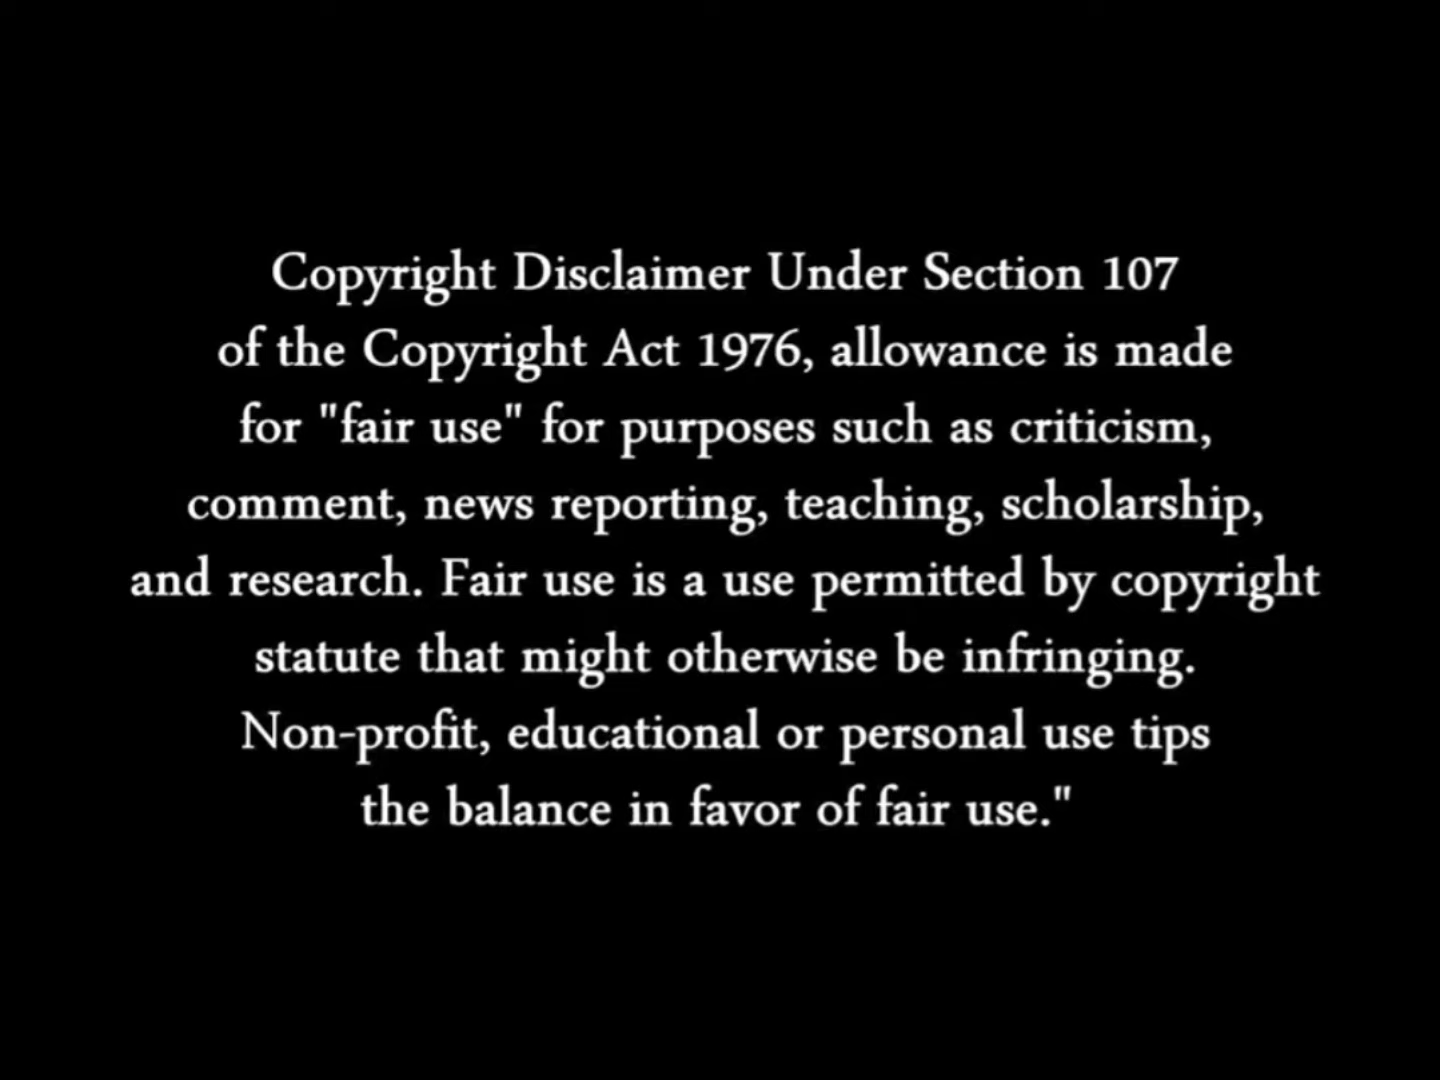 Copyright Disclaimer Under Section 107
of the Copyright Act 1976, allowance is made
for "fair use" for purposes such as criticism,
comment, news reporting, teaching, scholarship,
and research. Fair use is a use permitted by copyright
statute that might otherwise be infringing.
Non-profit, educational or personal use tips
the balance in favor of fair use."